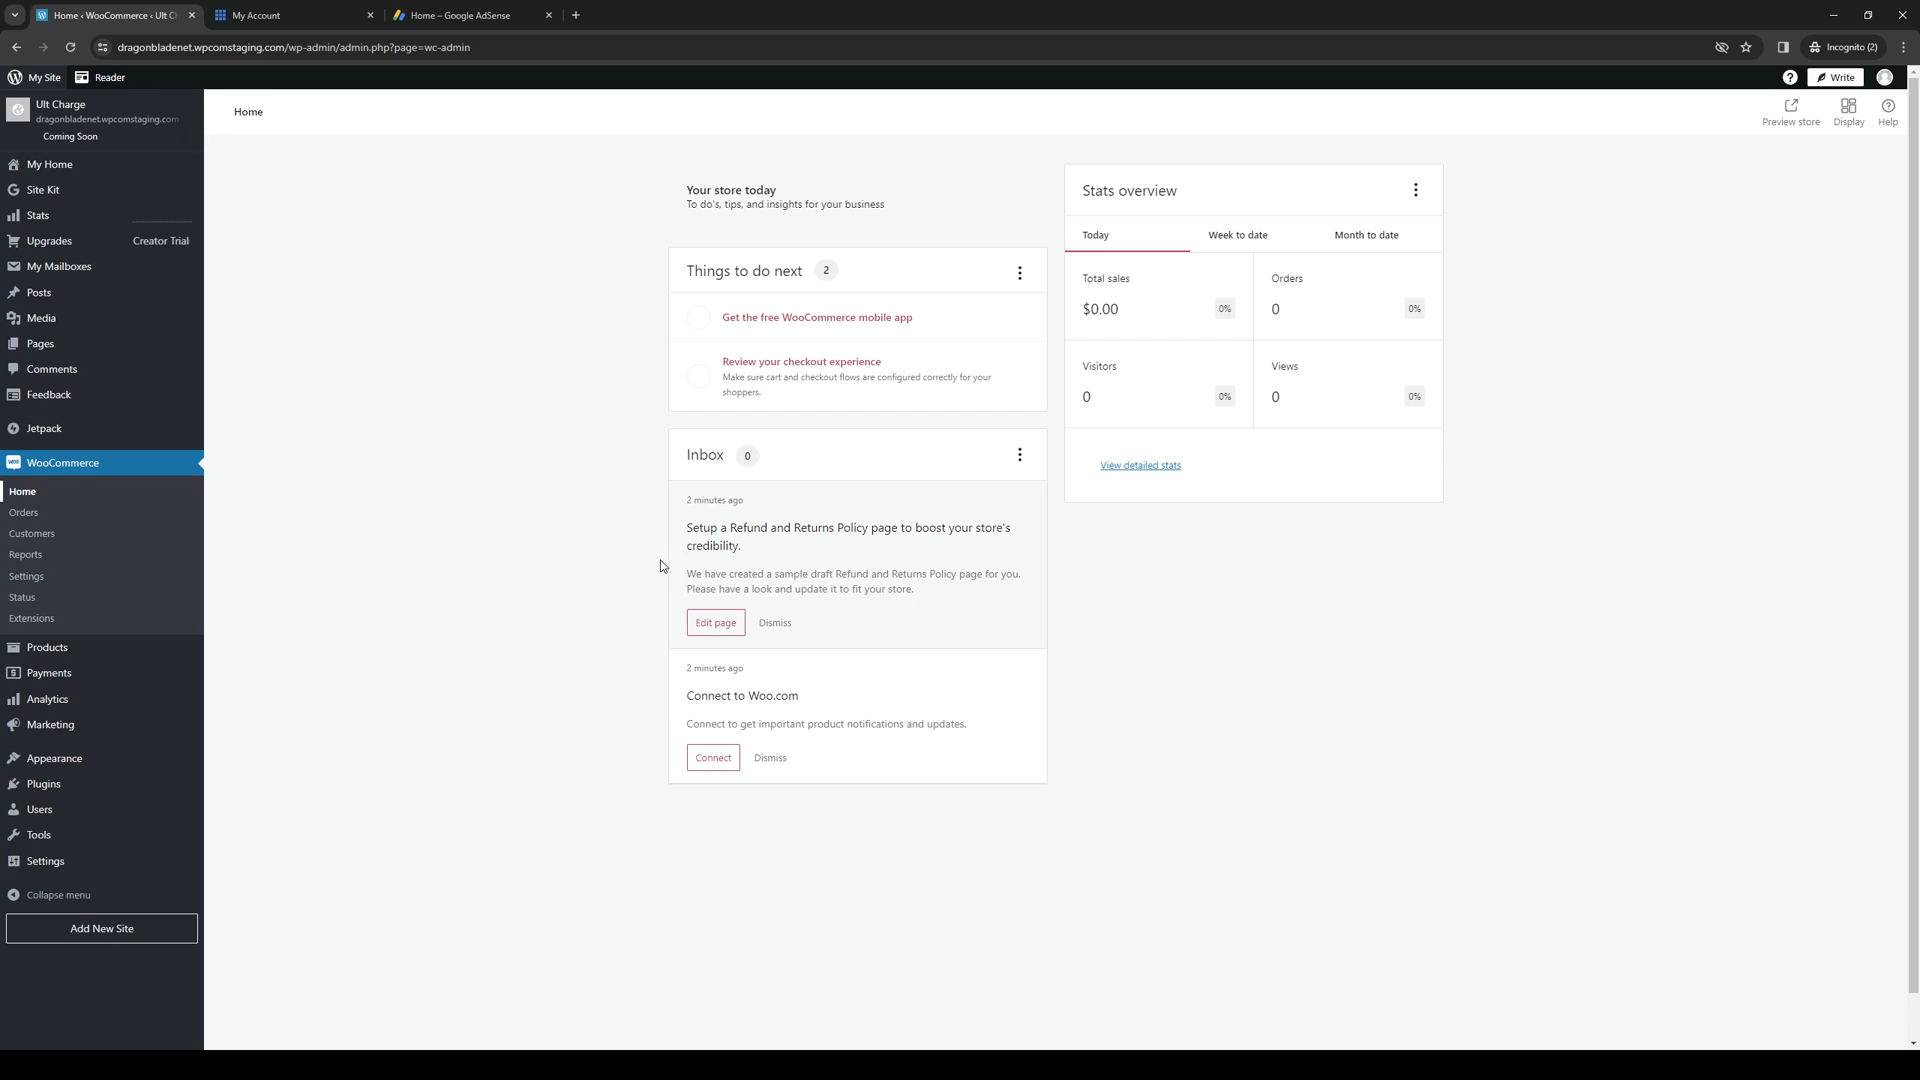 Home ‹ WooCommerce ‹ Ult C
My Account
Home – Google AdSense
dragonbladenet.wpcomstaging.com/wp-admin/admin.php?page=wc-admin
Incognito (2)
My Site
Reader
Write
Ult Charge
dragonbladenet.wpcomstaging.com
Coming Soon
My Home
Site Kit
Stats
Upgrades
Creator Trial
My Mailboxes
Posts
Media
Pages
Comments
Feedback
Jetpack
WooCommerce
Home
Orders
Customers
Reports
Settings
Status
Extensions
Products
Payments
Analytics
Marketing
Appearance
Plugins
Users
Tools
Settings
Collapse menu
Add New Site
Home
Preview store
Display
Help
Your store today
To do's, tips, and insights for your business
Things to do next 2
Get the free WooCommerce mobile app
Review your checkout experience
Make sure cart and checkout flows are configured correctly for your
shoppers.
Inbox 0
2 minutes ago
Setup a Refund and Returns Policy page to boost your store's
credibility.
We have created a sample draft Refund and Returns Policy page for you.
Please have a look and update it to fit your store.
Edit page
Dismiss
2 minutes ago
Connect to Woo.com
Connect to get important product notifications and updates.
Connect
Dismiss
Stats overview
Today
Week to date
Month to date
Total sales
$0.00
0%
Orders
0
0%
Visitors
0
0%
Views
0
0%
View detailed stats